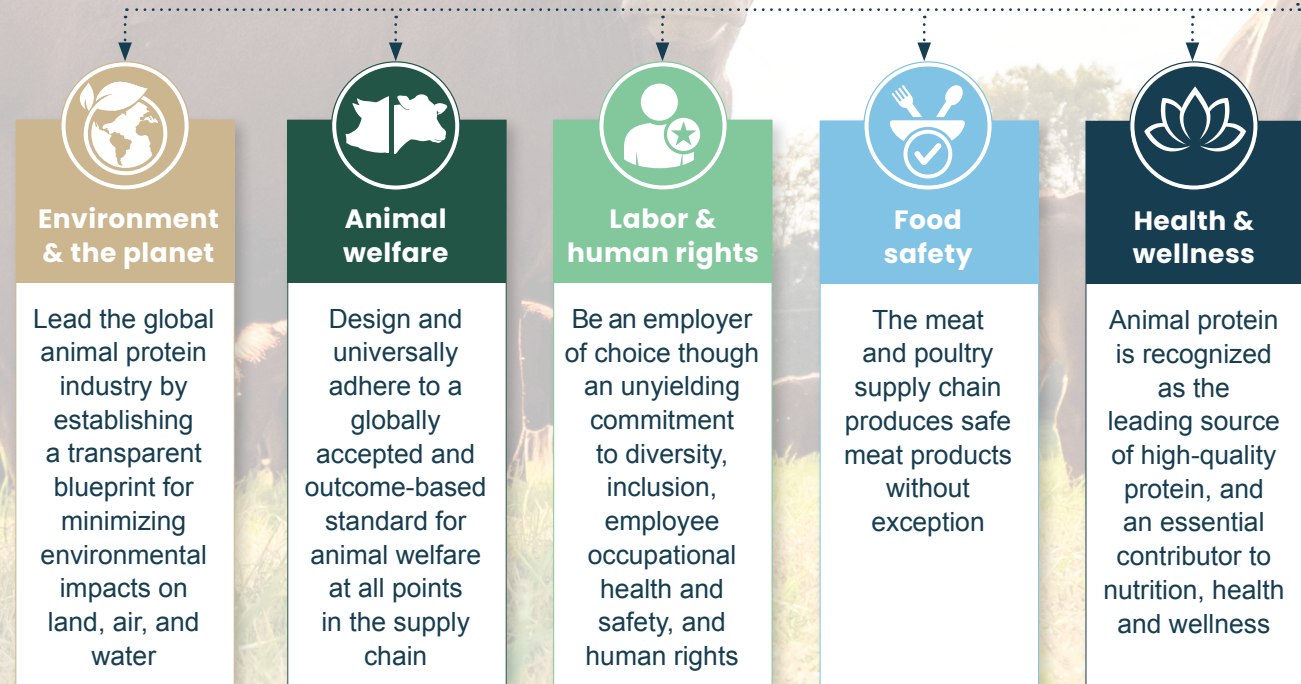 Environment
& the planet
Lead the global
animal protein
industry by
establishing
a transparent
blueprint for
minimizing
environmental
impacts on
land, air, and
water
Animal
welfare
Design and
universally
adhere to a
globally
accepted and
outcome-based
standard for
animal welfare
at all points
in the supply
chain
Labor &
human rights
Be an employer
of choice though
an unyielding
commitment
to diversity,
inclusion,
employee
occupational
health and
safety, and
human rights
Food
safety
The meat
and poultry
supply chain
produces safe
meat products
without
exception
Health &
wellness
Animal protein
is recognized
as the
leading source
of high-quality
protein, and
an essential
contributor to
nutrition, health
and wellness